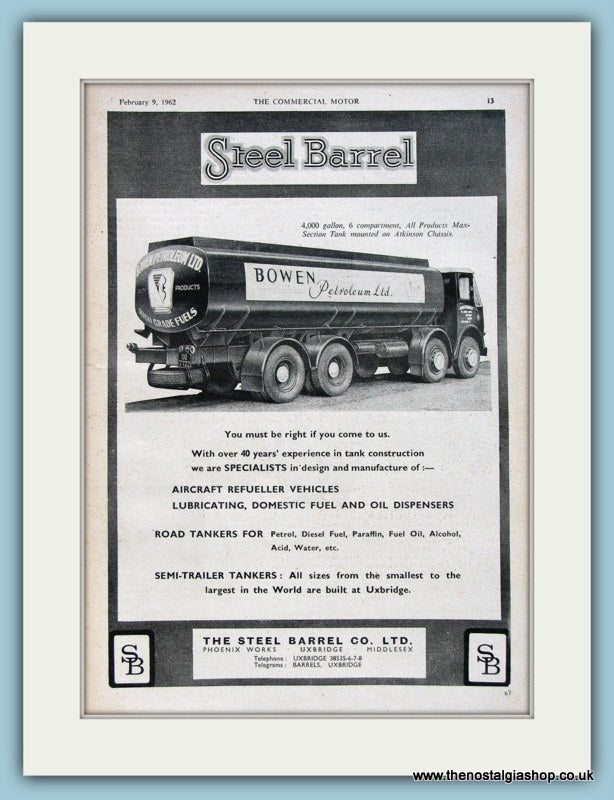 February 9, 1962 THE COMMERCIAL MOTOR 13
Steel Barrel
4,000 gallon, 6 compartment, All Products Max-
Section Tank mounted on Atkinson Chassis.
LTD.
PRODUCTS
GRADE FUELS
BOWEN
Petroleum Ltd.
You must be right if you come to us.
With over 40 years' experience in tank construction
we are SPECIALISTS in design and manufacture of :—
AIRCRAFT REFUELLER VEHICLES
LUBRICATING, DOMESTIC FUEL AND OIL DISPENSERS
ROAD TANKERS FOR Petrol, Diesel Fuel, Paraffin, Fuel Oil, Alcohol,
Acid, Water, etc.
SEMI-TRAILER TANKERS : All sizes from the smallest to the
largest in the World are built at Uxbridge.
SB
THE STEEL BARREL CO. LTD.
PHOENIX WORKS · UXBRIDGE · MIDDLESEX
Telephone : UXBRIDGE 38535-6-7-8
Telegrams : BARRELS, UXBRIDGE
SB
www.thenostalgiashop.co.uk